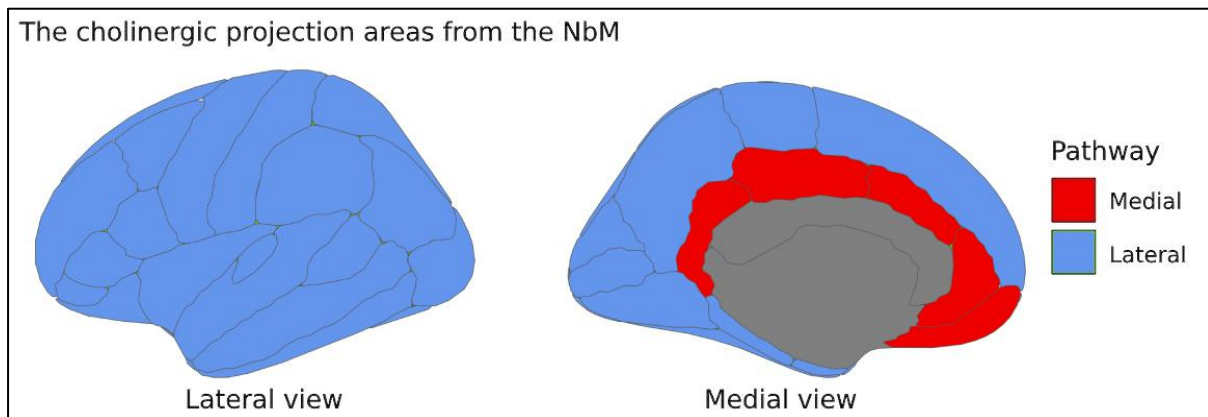 The cholinergic projection areas from the NbM
Pathway
Medial
Lateral
Lateral view
Medial view